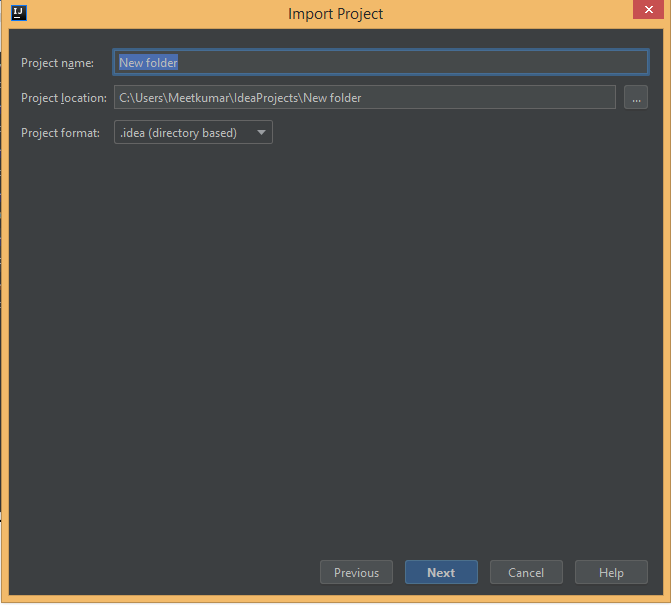 IJ
Import Project
Project name: New folder
Project location: C:\Users\Meetkumar\IdeaProjects\New folder ...
Project format: .idea (directory based)
Previous Next Cancel Help